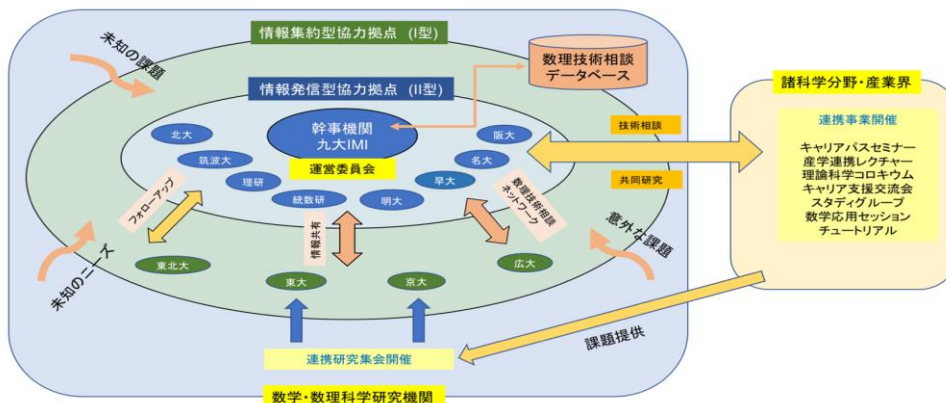 情報集約型協力拠点 (I型)
未知の課題
数理技術相談
データベース
情報発信型協力拠点 (II型)
諸科学分野・産業界
幹事機関
九大IMI
運営委員会
北大
筑波大
理研
統数研
明大
早大
名大
阪大
技術相談
共同研究
連携事業開催
キャリアパスセミナー
産学連携レクチャー
理論科学コロキウム
キャリア支援交流会
スタディグループ
数学応用セッション
チュートリアル
フォローアップ
情報共有
数理技術相談
ネットワーク
未知のニーズ
意外な課題
東北大
東大
京大
広大
課題提供
連携研究集会開催
数学・数理科学研究機関